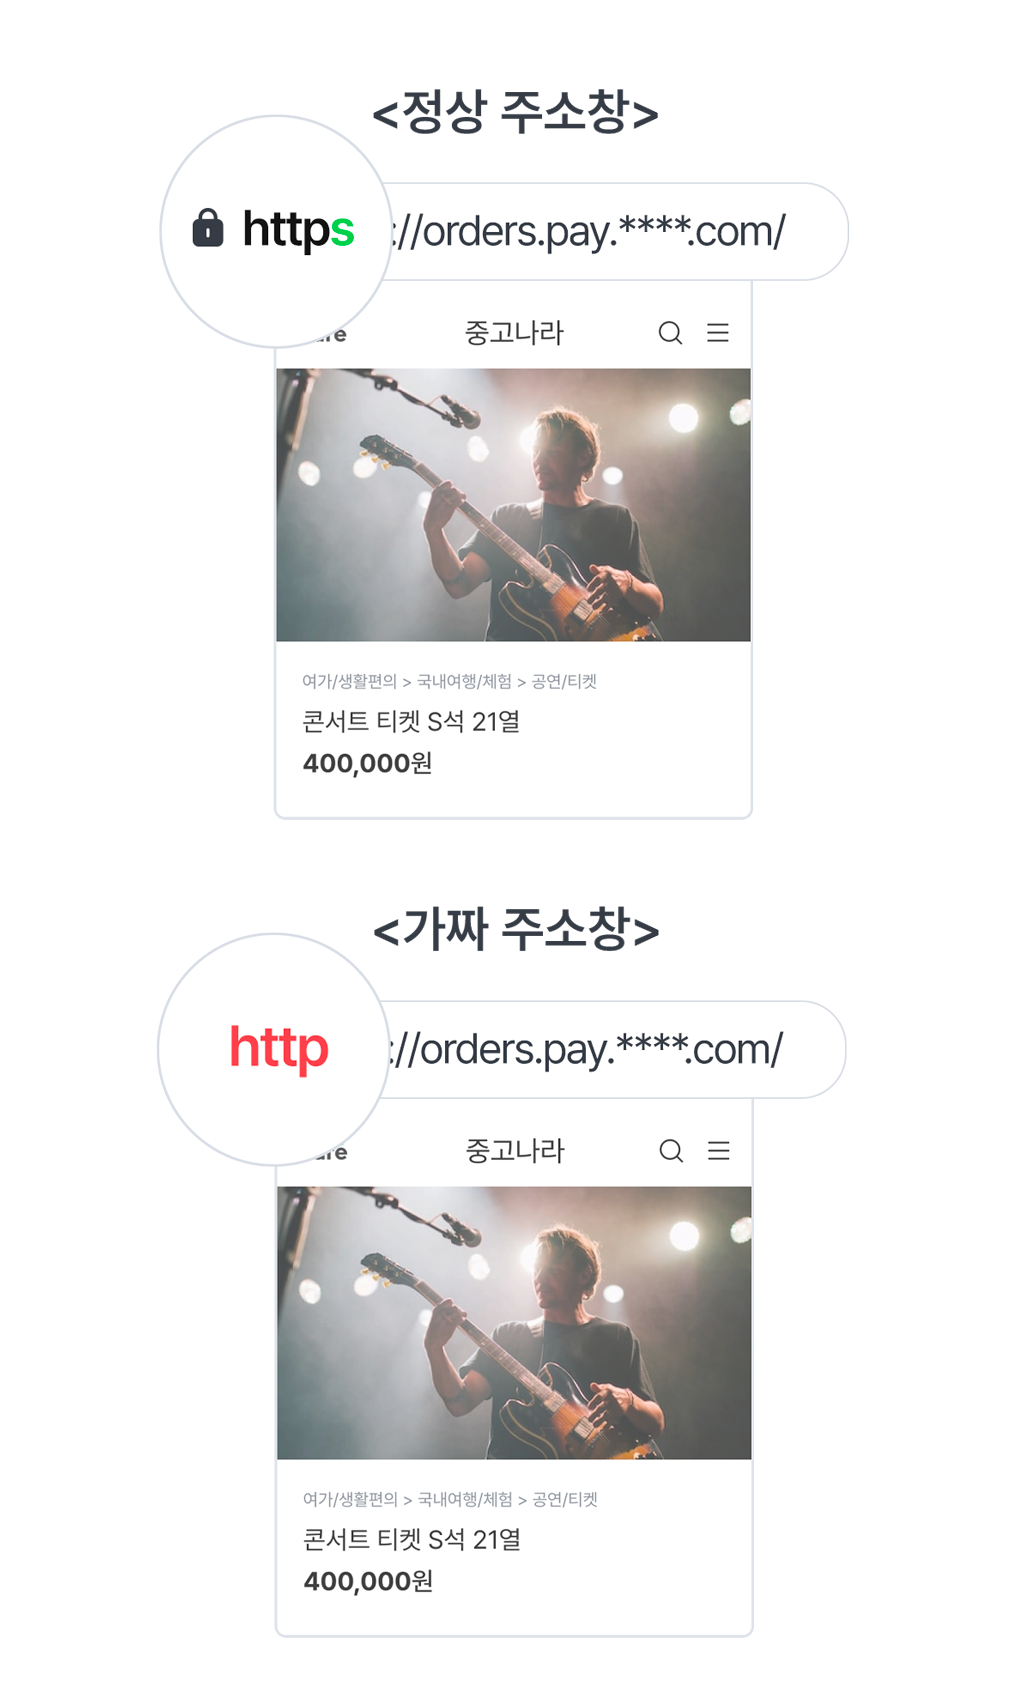 <정상 주소창>
https://orders.pay.****.com/
중고나라
여가/생활편의 > 국내여행/체험 > 공연/티켓
콘서트 티켓 S석 21열
400,000원
<가짜 주소창>
http://orders.pay.****.com/
중고나라
여가/생활편의 > 국내여행/체험 > 공연/티켓
콘서트 티켓 S석 21열
400,000원